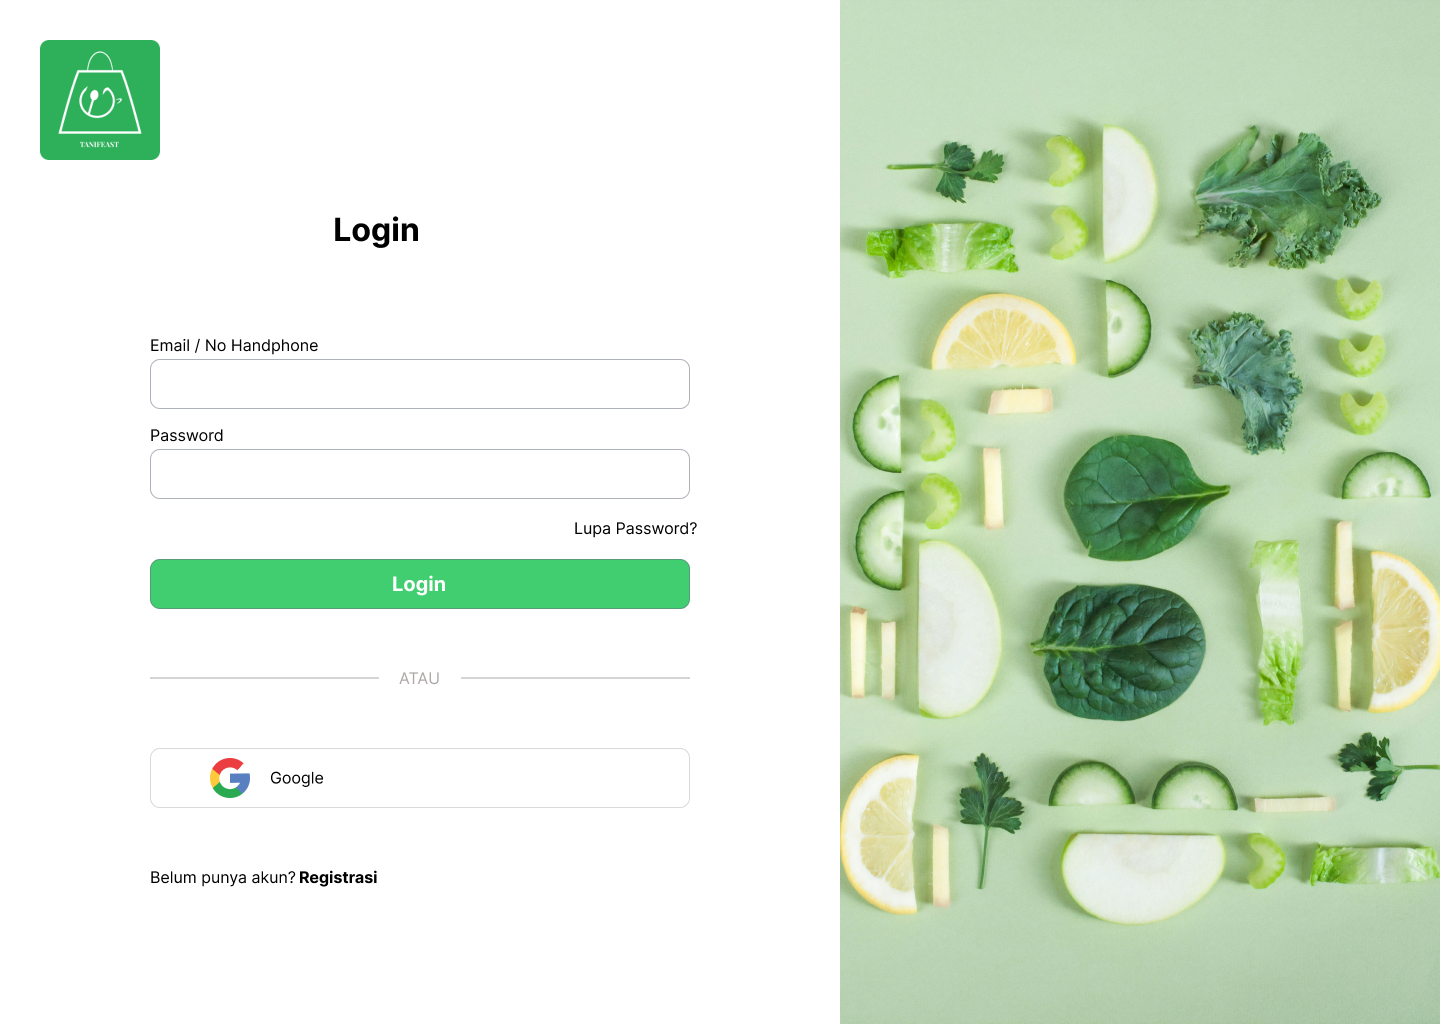 TANIFEAST
Login
Email / No Handphone
Password
Lupa Password?
Login
ATAU
Google
Belum punya akun? Registrasi